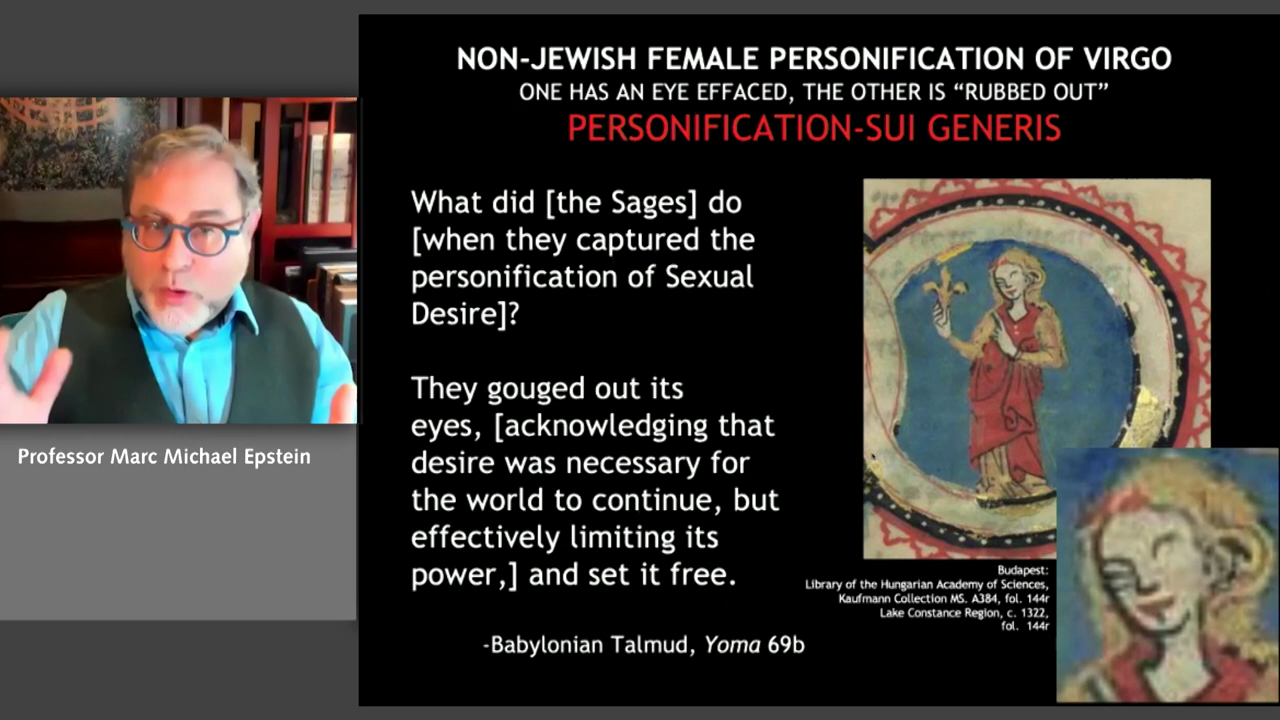 NON-JEWISH FEMALE PERSONIFICATION OF VIRGO
ONE HAS AN EYE EFFACED, THE OTHER IS “RUBBED OUT”
PERSONIFICATION-SUI GENERIS
What did [the Sages] do
[when they captured the
personification of Sexual
Desire]?
They gouged out its
eyes, [acknowledging that
desire was necessary for
the world to continue, but
effectively limiting its
power,] and set it free.
-Babylonian Talmud, Yoma 69b
Budapest:
Library of the Hungarian Academy of Sciences,
Kaufmann Collection MS. A384, fol. 144r
Lake Constance Region, c. 1322,
fol. 144r
Professor Marc Michael Epstein